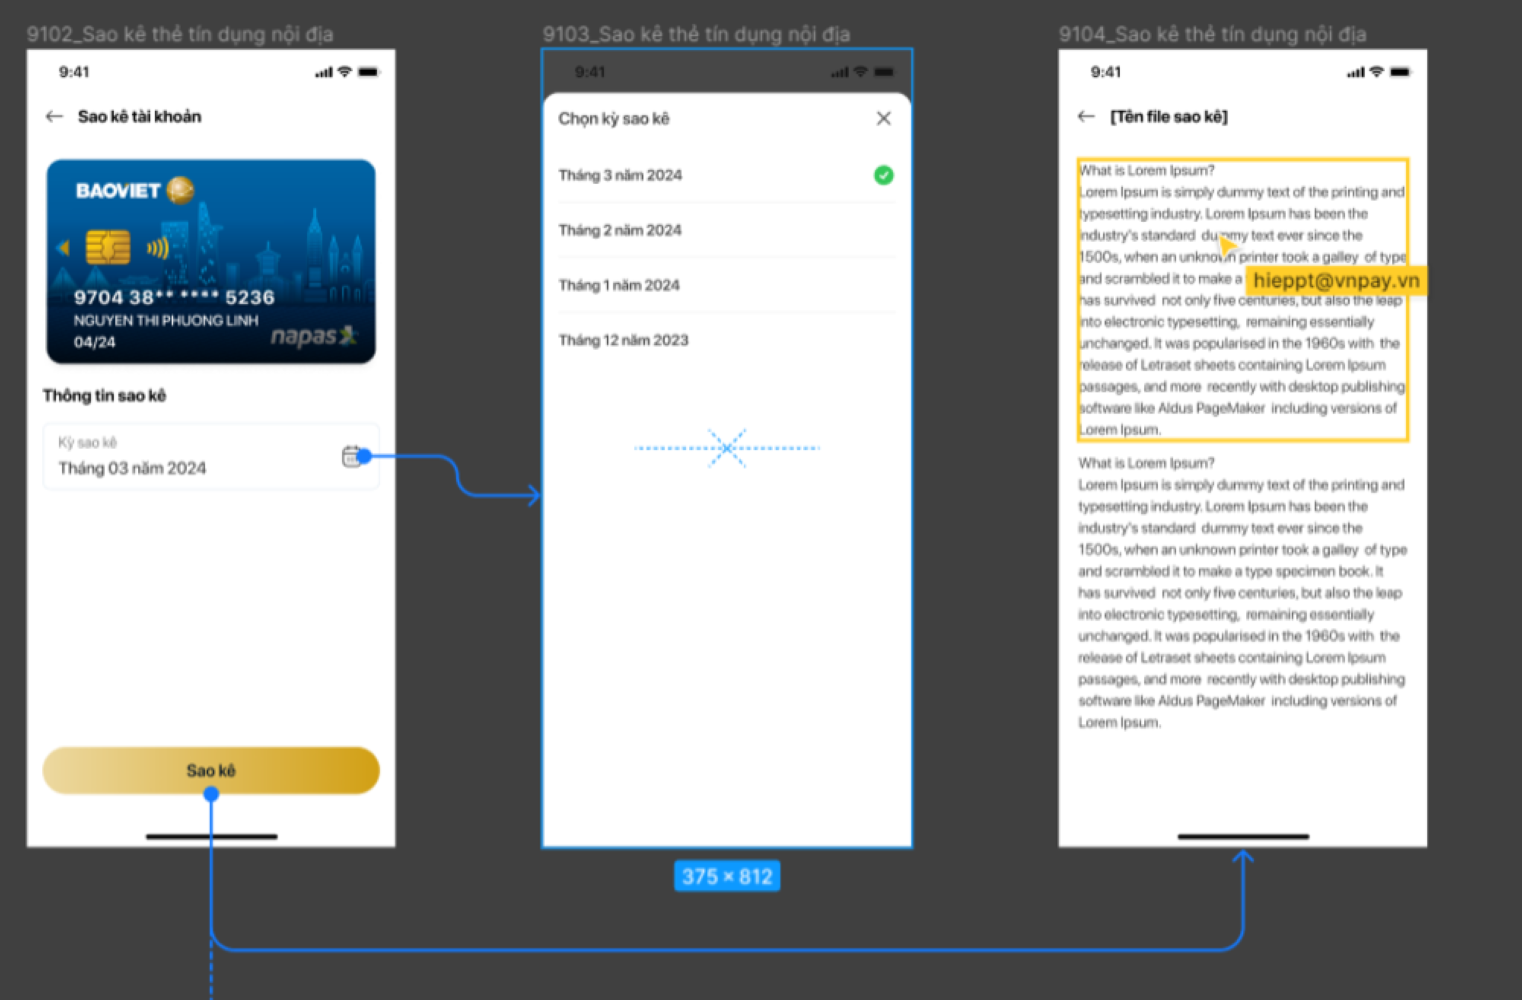 9102_Sao kê thẻ tín dụng nội địa
9:41
Sao kê tài khoản
BAOVIET
9704 38** **** 5236
NGUYEN THI PHUONG LINH
04/24
napas
Thông tin sao kê
Kỳ sao kê
Tháng 03 năm 2024
Sao kê
9103_Sao kê thẻ tín dụng nội địa
9:41
Chọn kỳ sao kê
Tháng 3 năm 2024
Tháng 2 năm 2024
Tháng 1 năm 2024
Tháng 12 năm 2023
375 × 812
9104_Sao kê thẻ tín dụng nội địa
9:41
[Tên file sao kê]
What is Lorem Ipsum?
Lorem Ipsum is simply dummy text of the printing and
typesetting industry. Lorem Ipsum has been the
industry's standard dummy text ever since the
1500s, when an unknown printer took a galley of type
and scrambled it to make a
hieppt@vnpay.vn
has survived not only five centuries, but also the leap
into electronic typesetting, remaining essentially
unchanged. It was popularised in the 1960s with the
release of Letraset sheets containing Lorem Ipsum
passages, and more recently with desktop publishing
software like Aldus PageMaker including versions of
Lorem Ipsum.
What is Lorem Ipsum?
Lorem Ipsum is simply dummy text of the printing and
typesetting industry. Lorem Ipsum has been the
industry's standard dummy text ever since the
1500s, when an unknown printer took a galley of type
and scrambled it to make a type specimen book. It
has survived not only five centuries, but also the leap
into electronic typesetting, remaining essentially
unchanged. It was popularised in the 1960s with the
release of Letraset sheets containing Lorem Ipsum
passages, and more recently with desktop publishing
software like Aldus PageMaker including versions of
Lorem Ipsum.